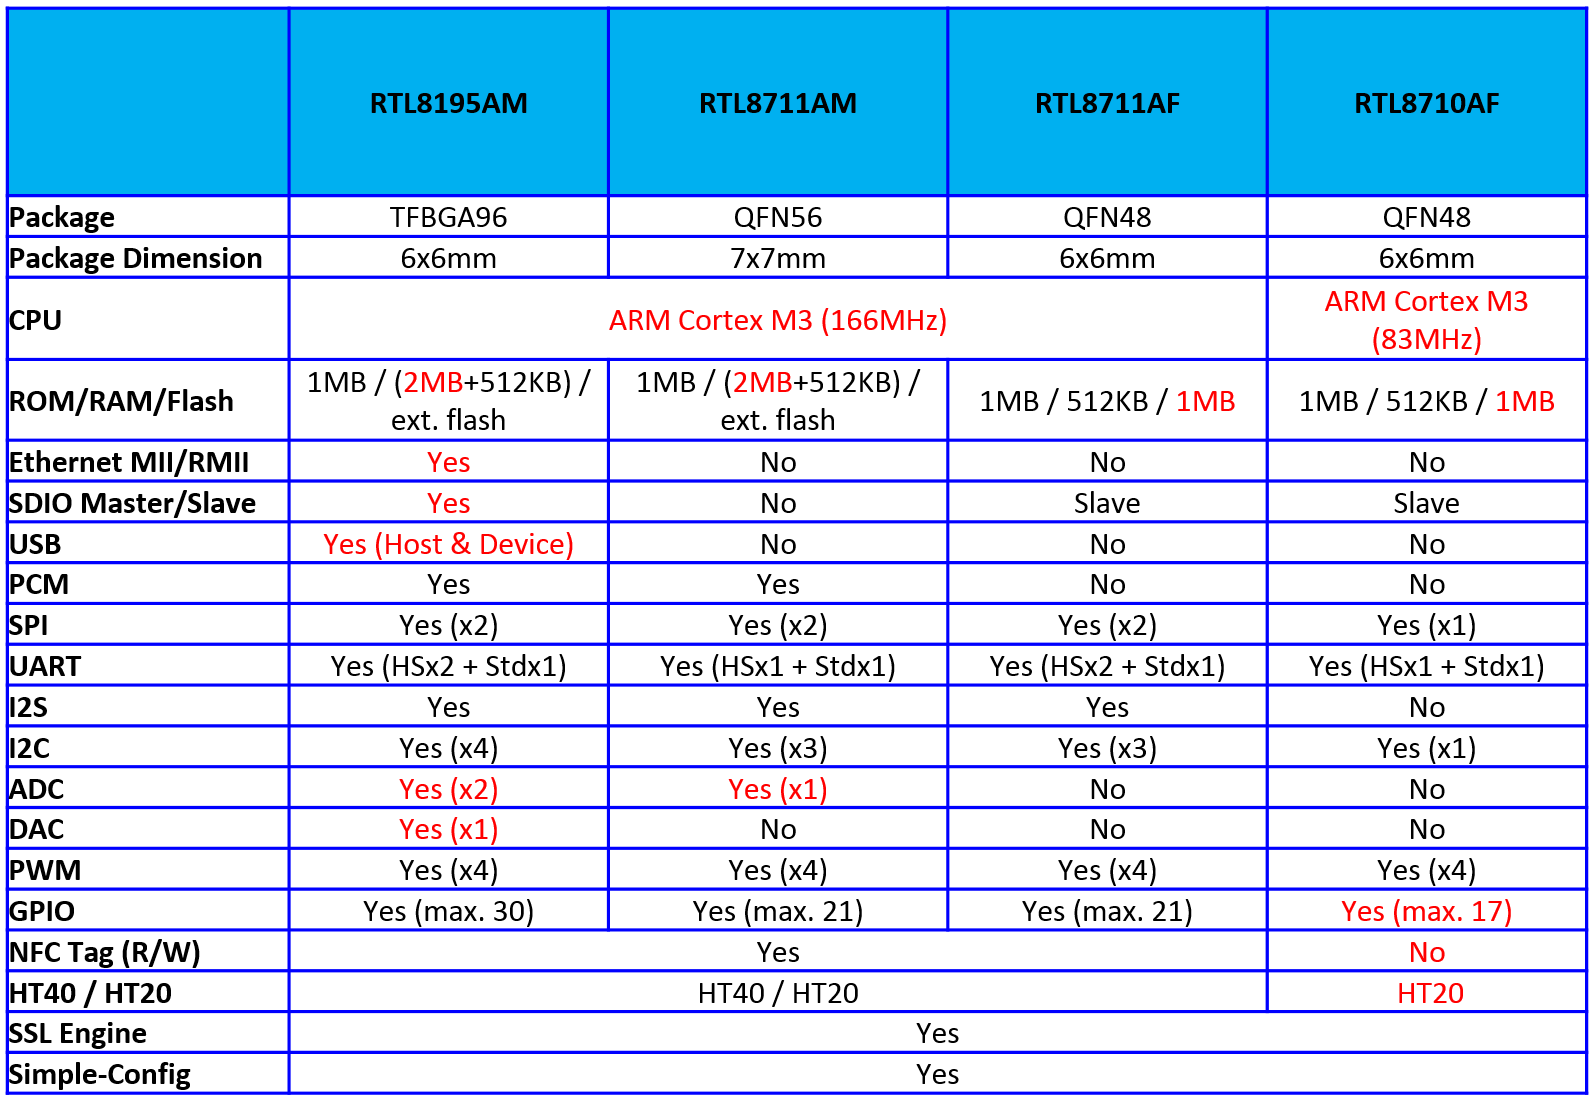 RTL8195AM RTL8711AM RTL8711AF RTL8710AF
Package TFBGA96 QFN56 QFN48 QFN48
Package Dimension 6x6mm 7x7mm 6x6mm 6x6mm
CPU ARM Cortex M3 (166MHz) ARM Cortex M3
(83MHz)
ROM/RAM/Flash 1MB / (2MB+512KB) / 1MB / (2MB+512KB) / 1MB / 512KB / 1MB 1MB / 512KB / 1MB
ext. flash ext. flash
Ethernet MII/RMII Yes No No No
SDIO Master/Slave Yes No Slave Slave
USB Yes (Host & Device) No No No
PCM Yes Yes No No
SPI Yes (x2) Yes (x2) Yes (x2) Yes (x1)
UART Yes (HSx2 + Stdx1) Yes (HSx1 + Stdx1) Yes (HSx2 + Stdx1) Yes (HSx1 + Stdx1)
I2S Yes Yes Yes No
I2C Yes (x4) Yes (x3) Yes (x3) Yes (x1)
ADC Yes (x2) Yes (x1) No No
DAC Yes (x1) No No No
PWM Yes (x4) Yes (x4) Yes (x4) Yes (x4)
GPIO Yes (max. 30) Yes (max. 21) Yes (max. 21) Yes (max. 17)
NFC Tag (R/W) Yes No
HT40 / HT20 HT40 / HT20 HT20
SSL Engine Yes
Simple-Config Yes